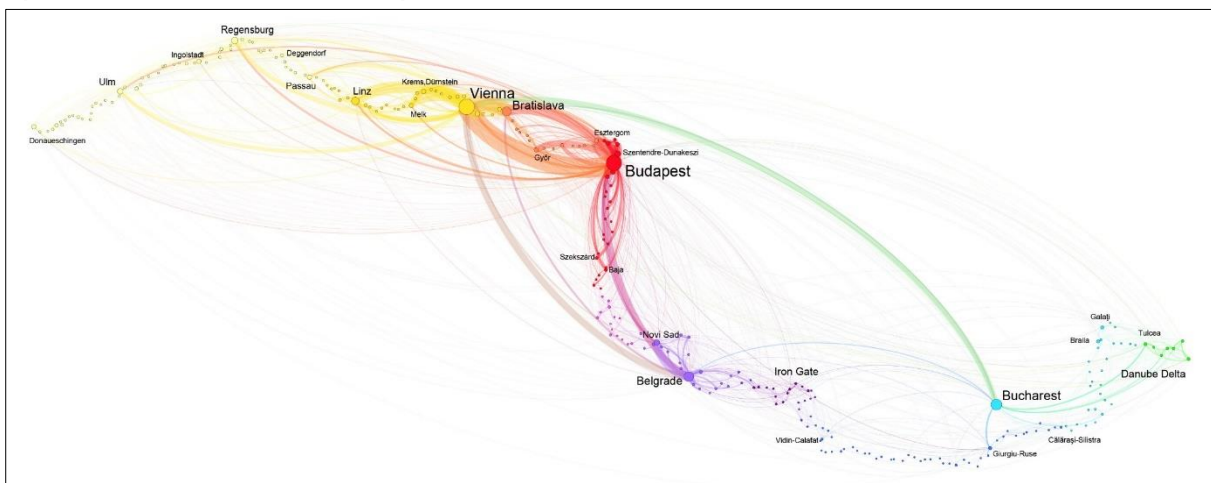 Regensburg
Ingolstadt
Deggendorf
Ulm
Passau
Linz
Krems,Dürnstein
Vienna
Melk
Bratislava
Donaueschingen
Győr
Esztergom
Szentendre-Dunakeszi
Budapest
Szekszárd
Baja
Novi Sad
Belgrade
Iron Gate
Vidin-Calafat
Bucharest
Giurgiu-Ruse
Călărași-Silistra
Galați
Braila
Tulcea
Danube Delta